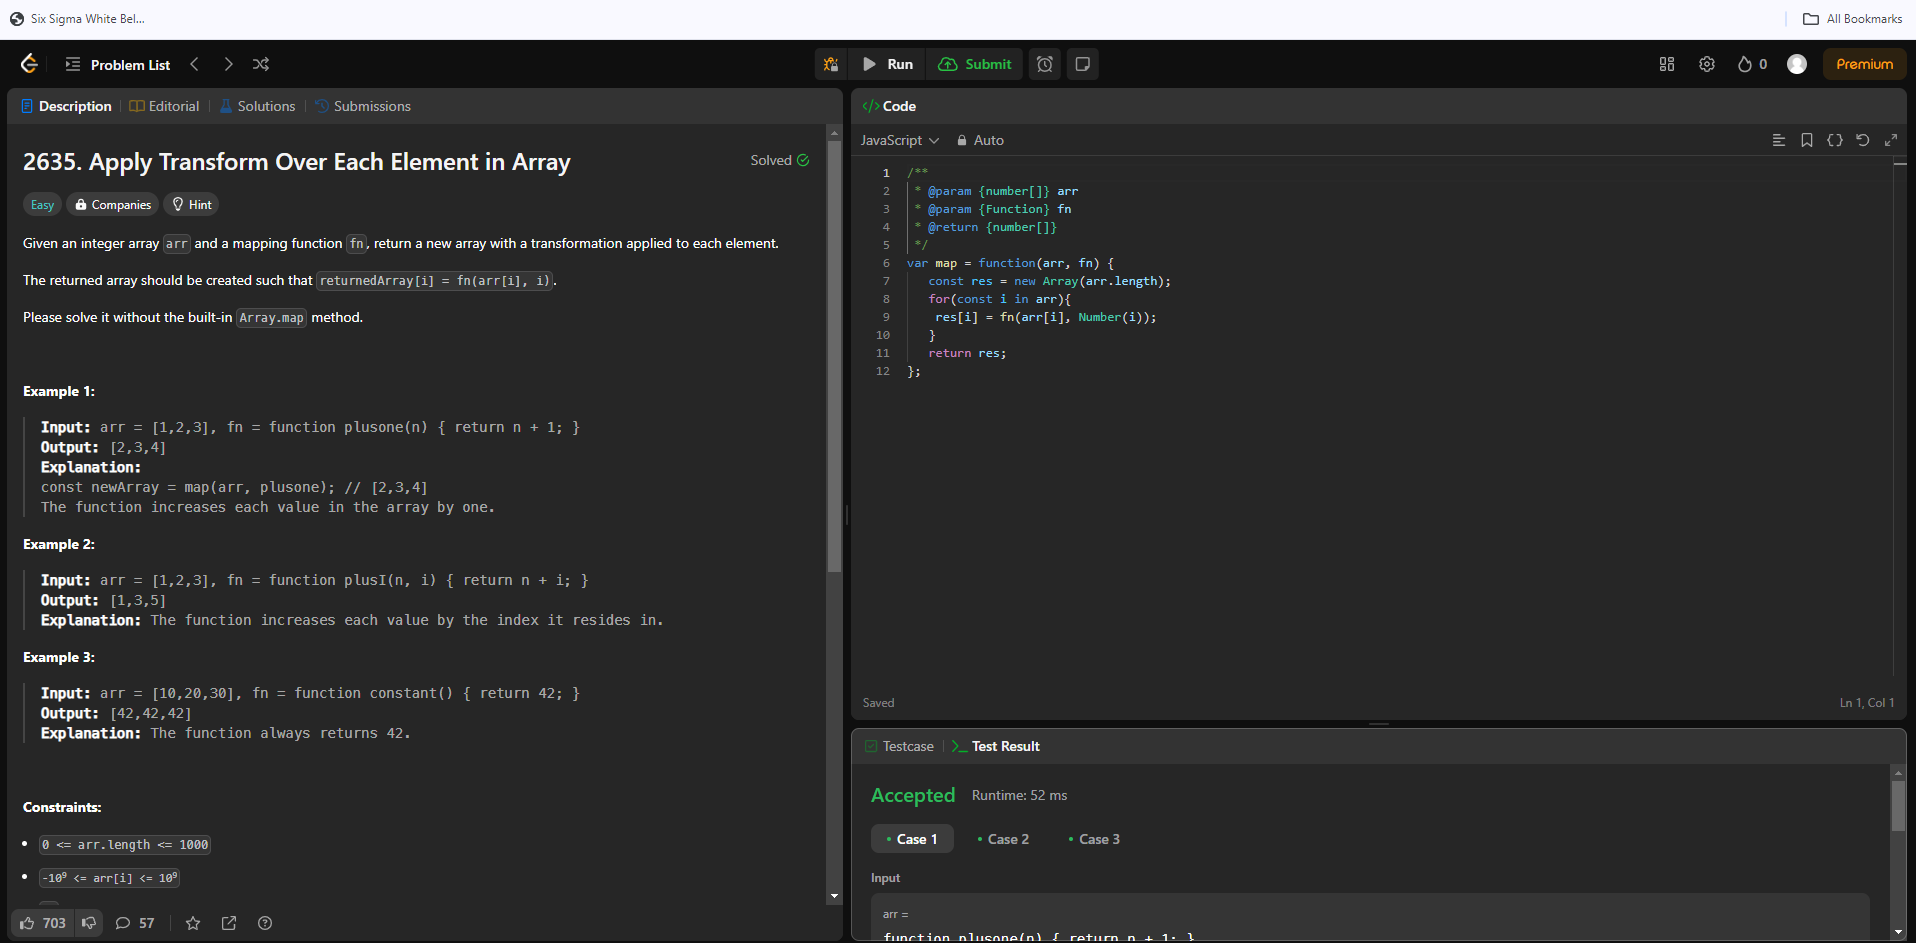 Six Sigma White Bel...
All Bookmarks
Problem List
Run
Submit
0
Premium
Description
Editorial
Solutions
Submissions
2635. Apply Transform Over Each Element in Array
Solved
Easy
Companies
Hint
Given an integer array arr and a mapping function fn, return a new array with a transformation applied to each element.
The returned array should be created such that returnedArray[i] = fn(arr[i], i).
Please solve it without the built-in Array.map method.
Example 1:
Input: arr = [1,2,3], fn = function plusone(n) { return n + 1; }
Output: [2,3,4]
Explanation:
const newArray = map(arr, plusone); // [2,3,4]
The function increases each value in the array by one.
Example 2:
Input: arr = [1,2,3], fn = function plusI(n, i) { return n + i; }
Output: [1,3,5]
Explanation: The function increases each value by the index it resides in.
Example 3:
Input: arr = [10,20,30], fn = function constant() { return 42; }
Output: [42,42,42]
Explanation: The function always returns 42.
Constraints:
0 <= arr.length <= 1000
-10⁹ <= arr[i] <= 10⁹
703
57
</> Code
JavaScript
Auto
1 /**
2 * @param {number[]} arr
3 * @param {Function} fn
4 * @return {number[]}
5 */
6 var map = function(arr, fn) {
7 const res = new Array(arr.length);
8 for(const i in arr){
9 res[i] = fn(arr[i], Number(i));
10 }
11 return res;
12 };
Saved
Ln 1, Col 1
Testcase
Test Result
Accepted
Runtime: 52 ms
Case 1
Case 2
Case 3
Input
arr =
function plusone(n) { return n + 1; }